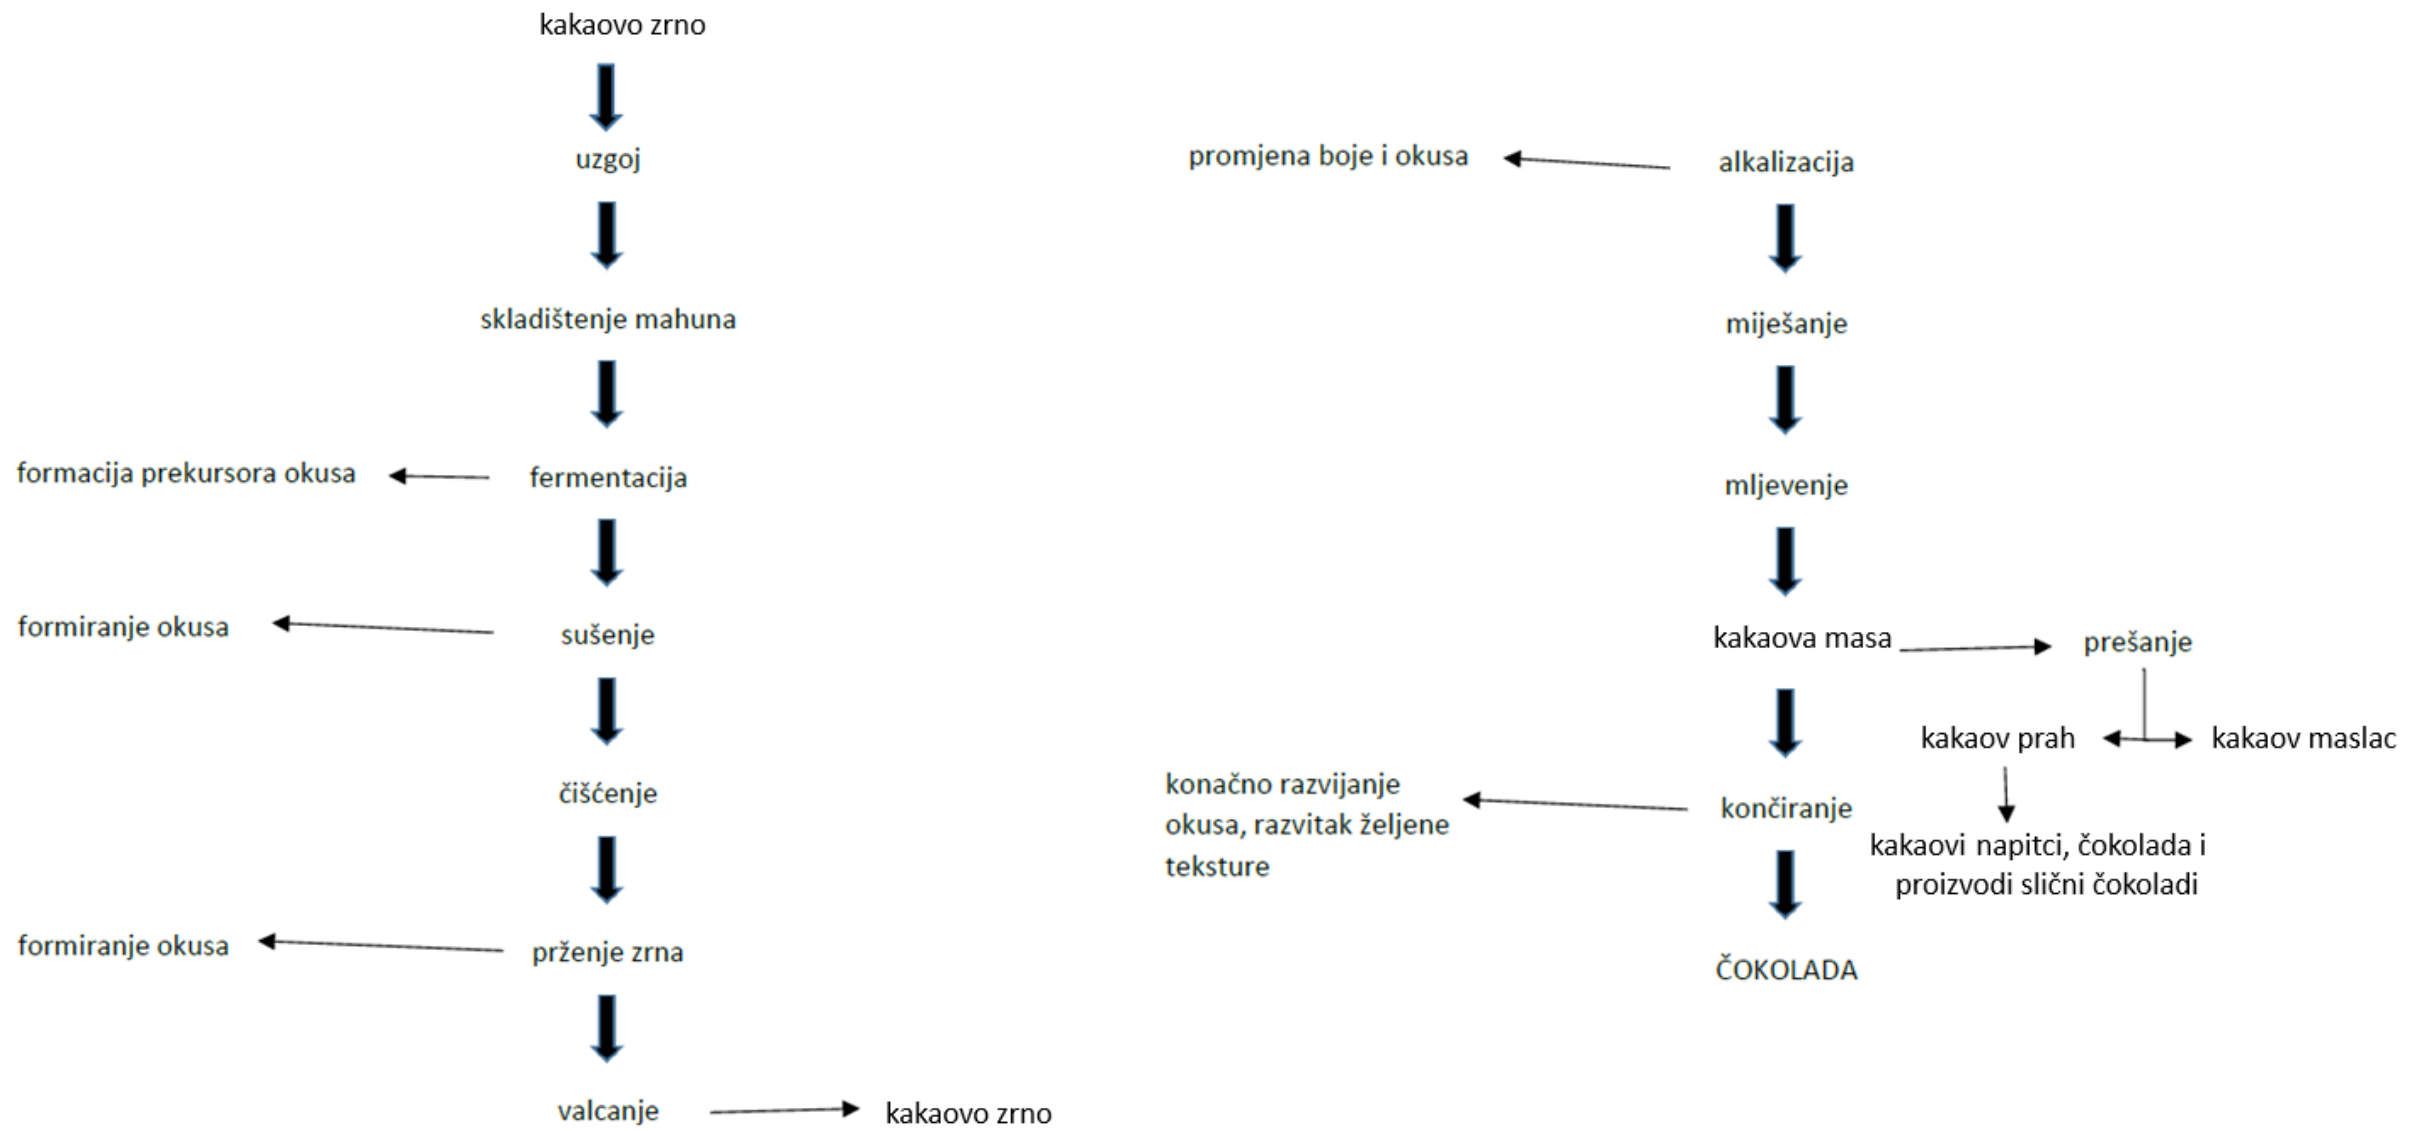 kakaovo zrno
uzgoj
skladištenje mahuna
formacija prekursora okusa
fermentacija
formiranje okusa
sušenje
čišćenje
formiranje okusa
prženje zrna
valcanje
kakaovo zrno
promjena boje i okusa
alkalizacija
miješanje
mljevenje
kakaova masa
prešanje
kakaov prah
kakaov maslac
konačno razvijanje
okusa, razvitak željene
teksture
končiranje
kakaovi napitci, čokolada i
proizvodi slični čokoladi
ČOKOLADA